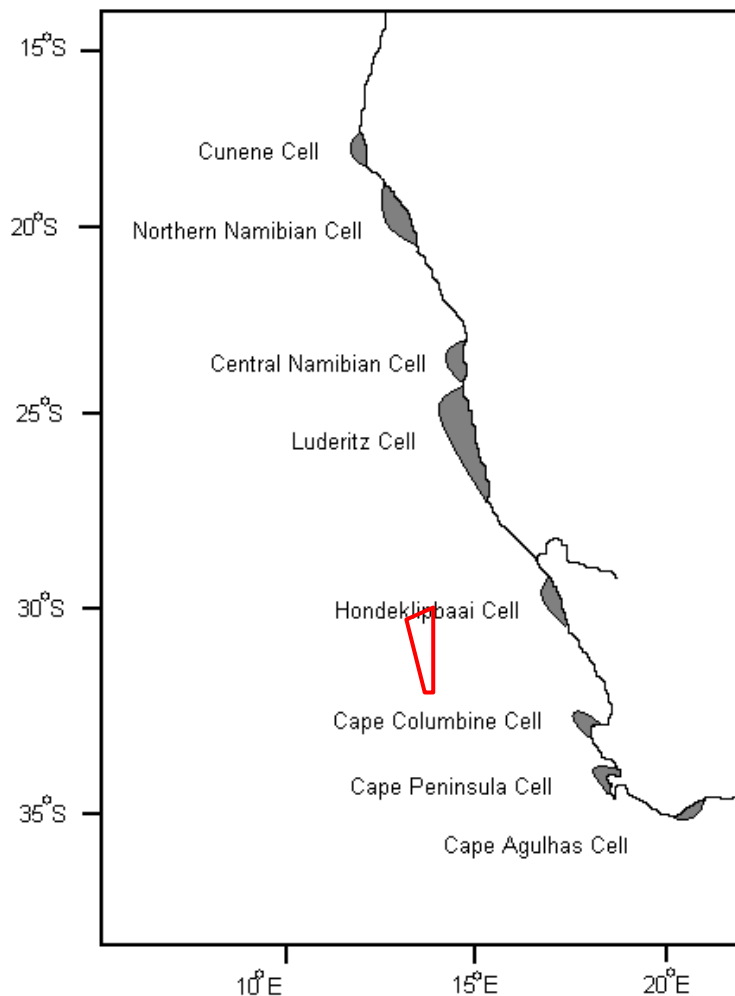 15°S
Cunene Cell
20°S
Northern Namibian Cell
Central Namibian Cell
25°S
Luderitz Cell
30°S
Hondeklipbaai Cell
Cape Columbine Cell
Cape Peninsula Cell
35°S
Cape Agulhas Cell
10°E
15°E
20°E